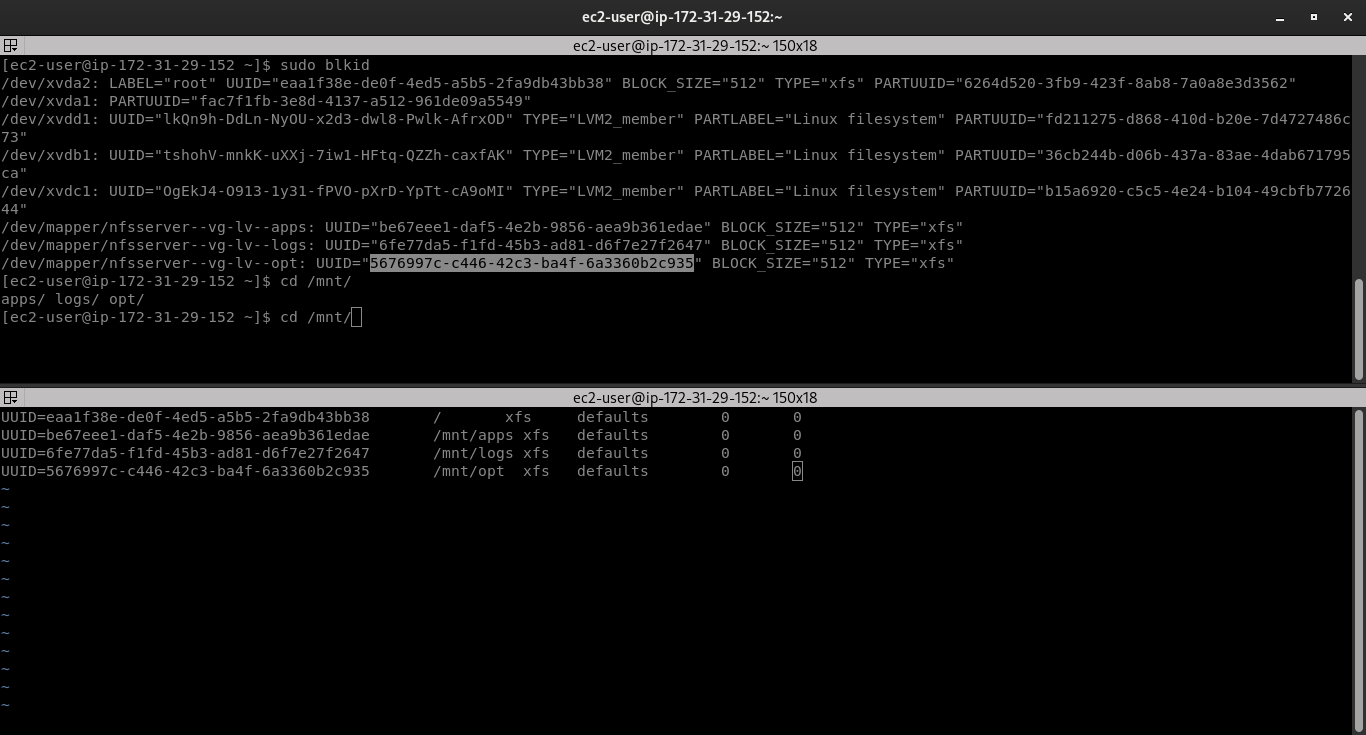 ec2-user@ip-172-31-29-152:~
ec2-user@ip-172-31-29-152:~ 150x18
[ec2-user@ip-172-31-29-152 ~]$ sudo blkid
/dev/xvda2: LABEL="root" UUID="eaa1f38e-de0f-4ed5-a5b5-2fa9db43bb38" BLOCK_SIZE="512" TYPE="xfs" PARTUUID="6264d520-3fb9-423f-8ab8-7a0a8e3d3562"
/dev/xvda1: PARTUUID="fac7f1fb-3e8d-4137-a512-961de09a5549"
/dev/xvdd1: UUID="lkQn9h-DdLn-NyOU-x2d3-dwl8-Pwlk-AfrxOD" TYPE="LVM2_member" PARTLABEL="Linux filesystem" PARTUUID="fd211275-d868-410d-b20e-7d4727486c
73"
/dev/xvdb1: UUID="tshohV-mnkK-uXXj-7iw1-HFtq-QZZh-caxfAK" TYPE="LVM2_member" PARTLABEL="Linux filesystem" PARTUUID="36cb244b-d06b-437a-83ae-4dab671795
ca"
/dev/xvdc1: UUID="OgEkJ4-O913-1y31-fPVO-pXrD-YpTt-cA9oMI" TYPE="LVM2_member" PARTLABEL="Linux filesystem" PARTUUID="b15a6920-c5c5-4e24-b104-49cbfb7726
44"
/dev/mapper/nfsserver--vg-lv--apps: UUID="be67eee1-daf5-4e2b-9856-aea9b361edae" BLOCK_SIZE="512" TYPE="xfs"
/dev/mapper/nfsserver--vg-lv--logs: UUID="6fe77da5-f1fd-45b3-ad81-d6f7e27f2647" BLOCK_SIZE="512" TYPE="xfs"
/dev/mapper/nfsserver--vg-lv--opt: UUID="5676997c-c446-42c3-ba4f-6a3360b2c935" BLOCK_SIZE="512" TYPE="xfs"
[ec2-user@ip-172-31-29-152 ~]$ cd /mnt/
apps/ logs/ opt/
[ec2-user@ip-172-31-29-152 ~]$ cd /mnt/
ec2-user@ip-172-31-29-152:~ 150x18
UUID=eaa1f38e-de0f-4ed5-a5b5-2fa9db43bb38 / xfs defaults 0 0
UUID=be67eee1-daf5-4e2b-9856-aea9b361edae /mnt/apps xfs defaults 0 0
UUID=6fe77da5-f1fd-45b3-ad81-d6f7e27f2647 /mnt/logs xfs defaults 0 0
UUID=5676997c-c446-42c3-ba4f-6a3360b2c935 /mnt/opt xfs defaults 0 0
~
~
~
~
~
~
~
~
~
~
~
~
~